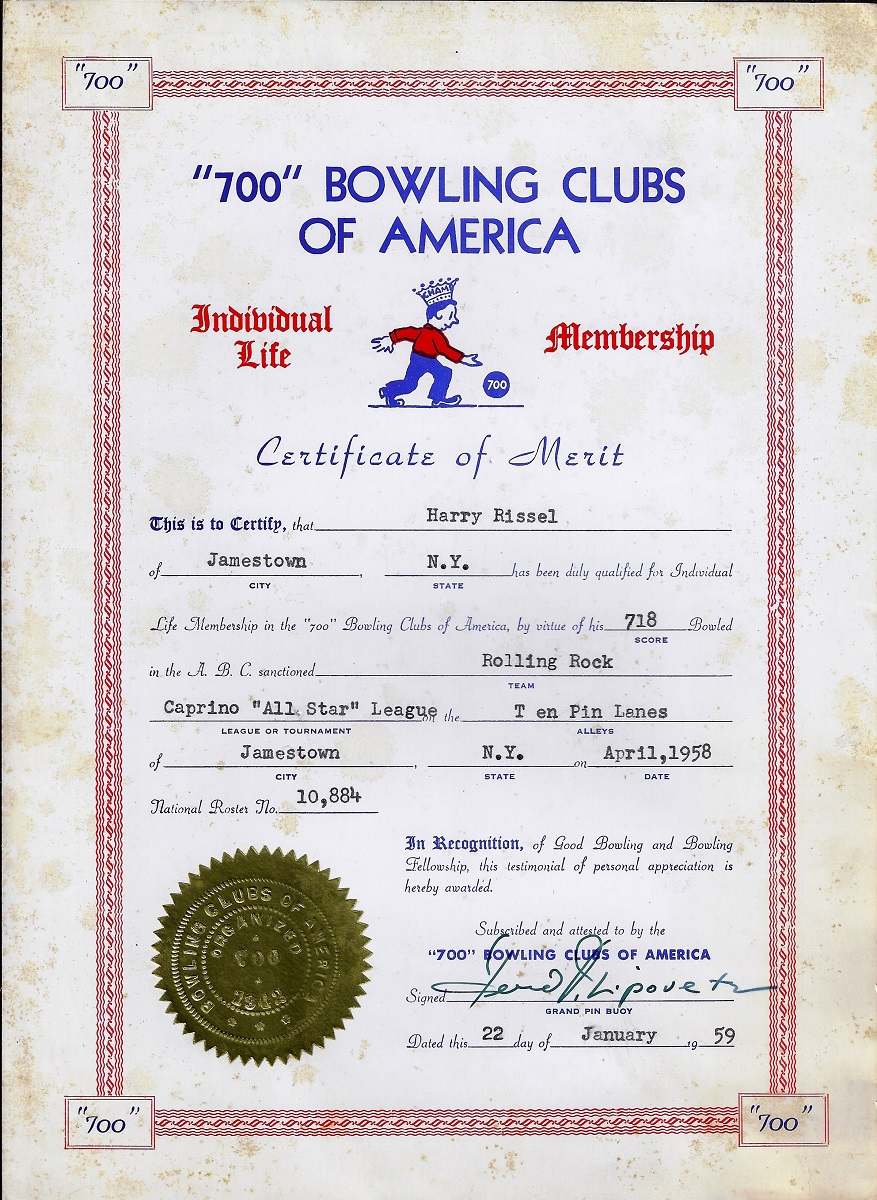 "700"
"700"
"700" BOWLING CLUBS
OF AMERICA
CHAMP
Individual
Life
Membership
700
Certificate of Merit
This is to Certify, that Harry Rissel
of Jamestown, N.Y. has been duly qualified for Individual
CITY STATE
Life Membership in the "700" Bowling Clubs of America, by virtue of his 718 Bowled
SCORE
in the A. B. C. sanctioned Rolling Rock
TEAM
Caprino "All Star" League on the T en Pin Lanes
LEAGUE OR TOURNAMENT ALLEYS
of Jamestown, N.Y. on April,1958
CITY STATE DATE
National Roster No. 10,884
In Recognition, of Good Bowling and Bowling
Fellowship, this testimonial of personal appreciation is
hereby awarded.
BOWLING CLUBS OF AMERICA
ORGANIZED
700
Subscribed and attested to by the
"700" BOWLING CLUBS OF AMERICA
Signed Lipovetz
GRAND PIN BUOY
Dated this 22 day of January 19 59
"700"
"700"